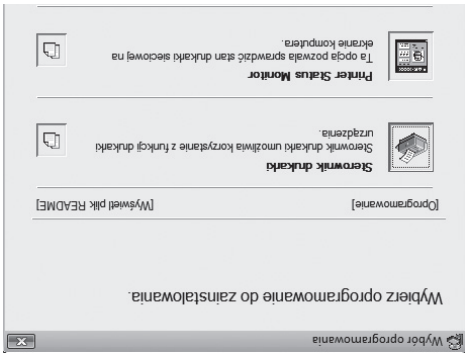 Wybór oprogramowania
Wybierz oprogramowanie do zainstalowania.
[Oprogramowanie] [Wyświetl plik README]
Sterownik drukarki
Sterownik drukarki umożliwia korzystanie z funkcji drukarki
urządzenia.
Printer Status Monitor
Ta opcja pozwala sprawdzić stan drukarki sieciowej na
ekranie komputera.